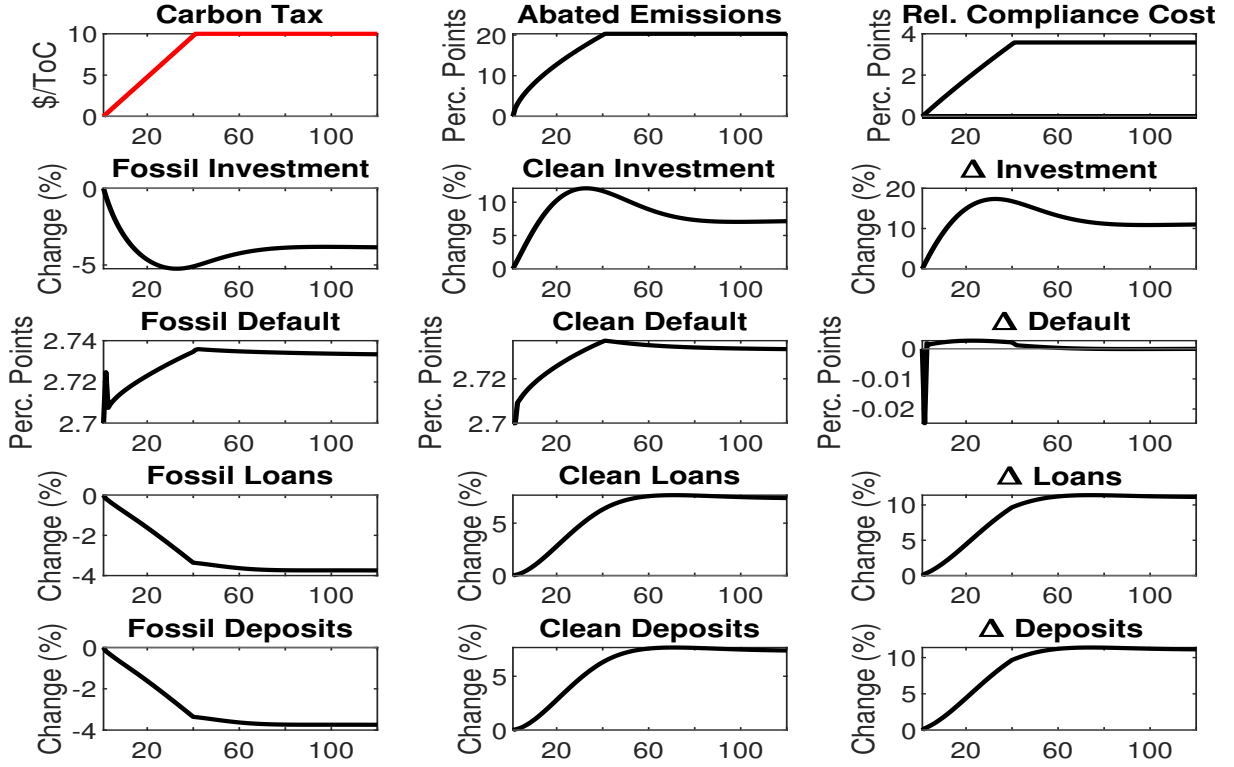 Carbon Tax
$/ToC
10
5
0
20 60 100
Abated Emissions
Perc. Points
20
10
0
20 60 100
Rel. Compliance Cost
Perc. Points
4
2
0
20 60 100
Fossil Investment
Change (%)
0
-5
20 60 100
Clean Investment
Change (%)
10
5
0
20 60 100
Δ Investment
Change (%)
20
10
0
20 60 100
Fossil Default
Perc. Points
2.74
2.72
2.7
20 60 100
Clean Default
Perc. Points
2.72
2.7
20 60 100
Δ Default
Perc. Points
0
-0.01
-0.02
20 60 100
Fossil Loans
Change (%)
0
-2
-4
20 60 100
Clean Loans
Change (%)
5
0
20 60 100
Δ Loans
Change (%)
10
5
0
20 60 100
Fossil Deposits
Change (%)
0
-2
-4
20 60 100
Clean Deposits
Change (%)
5
0
20 60 100
Δ Deposits
Change (%)
10
5
0
20 60 100